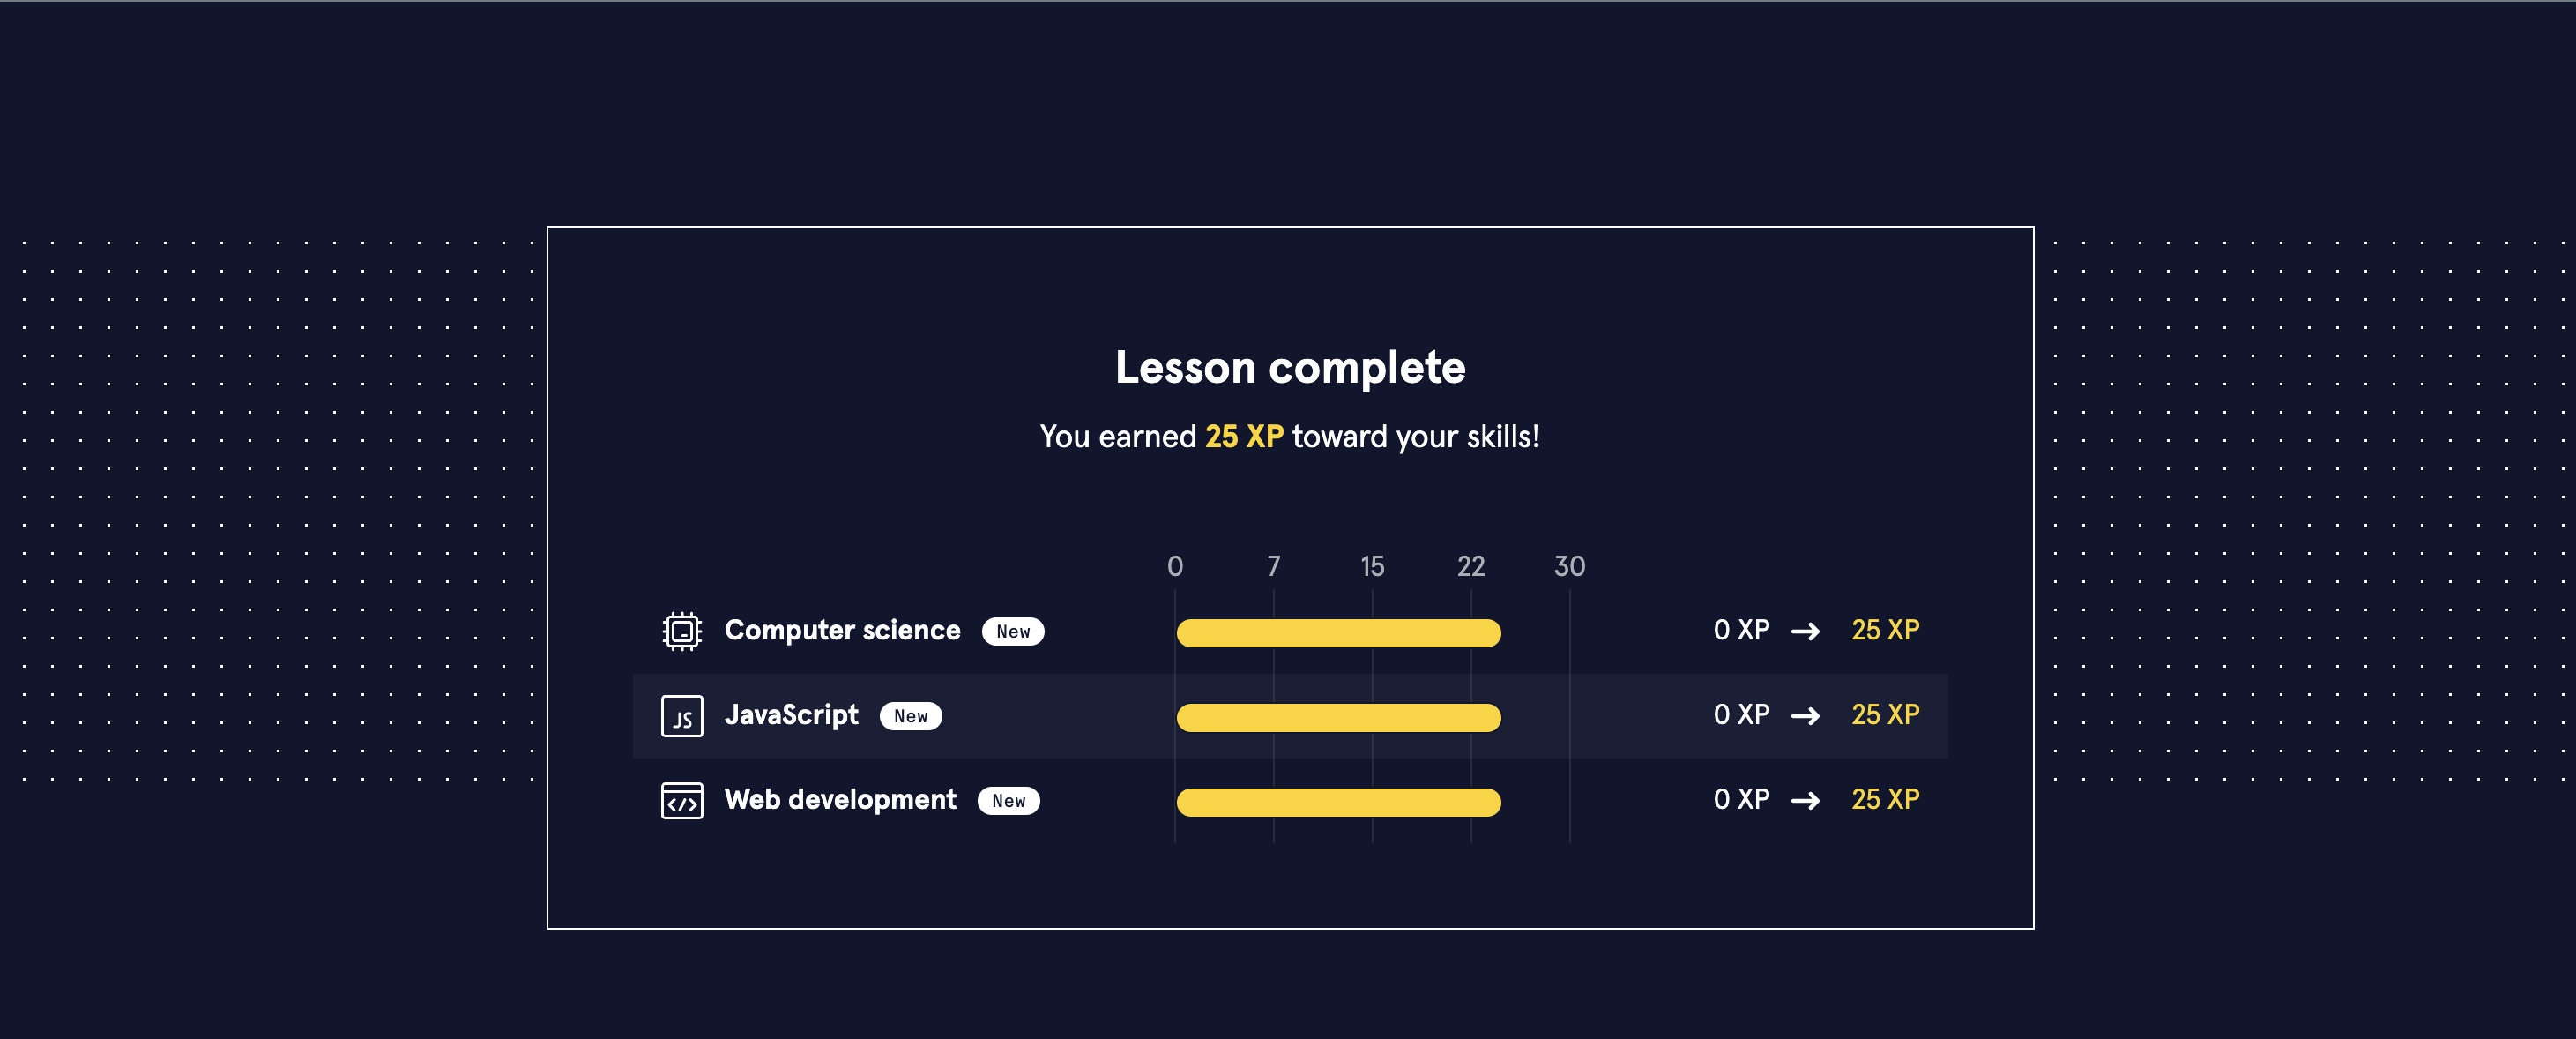 Lesson complete
You earned 25 XP toward your skills!
0 7 15 22 30
Computer science New 0 XP → 25 XP
JS JavaScript New 0 XP → 25 XP
</> Web development New 0 XP → 25 XP